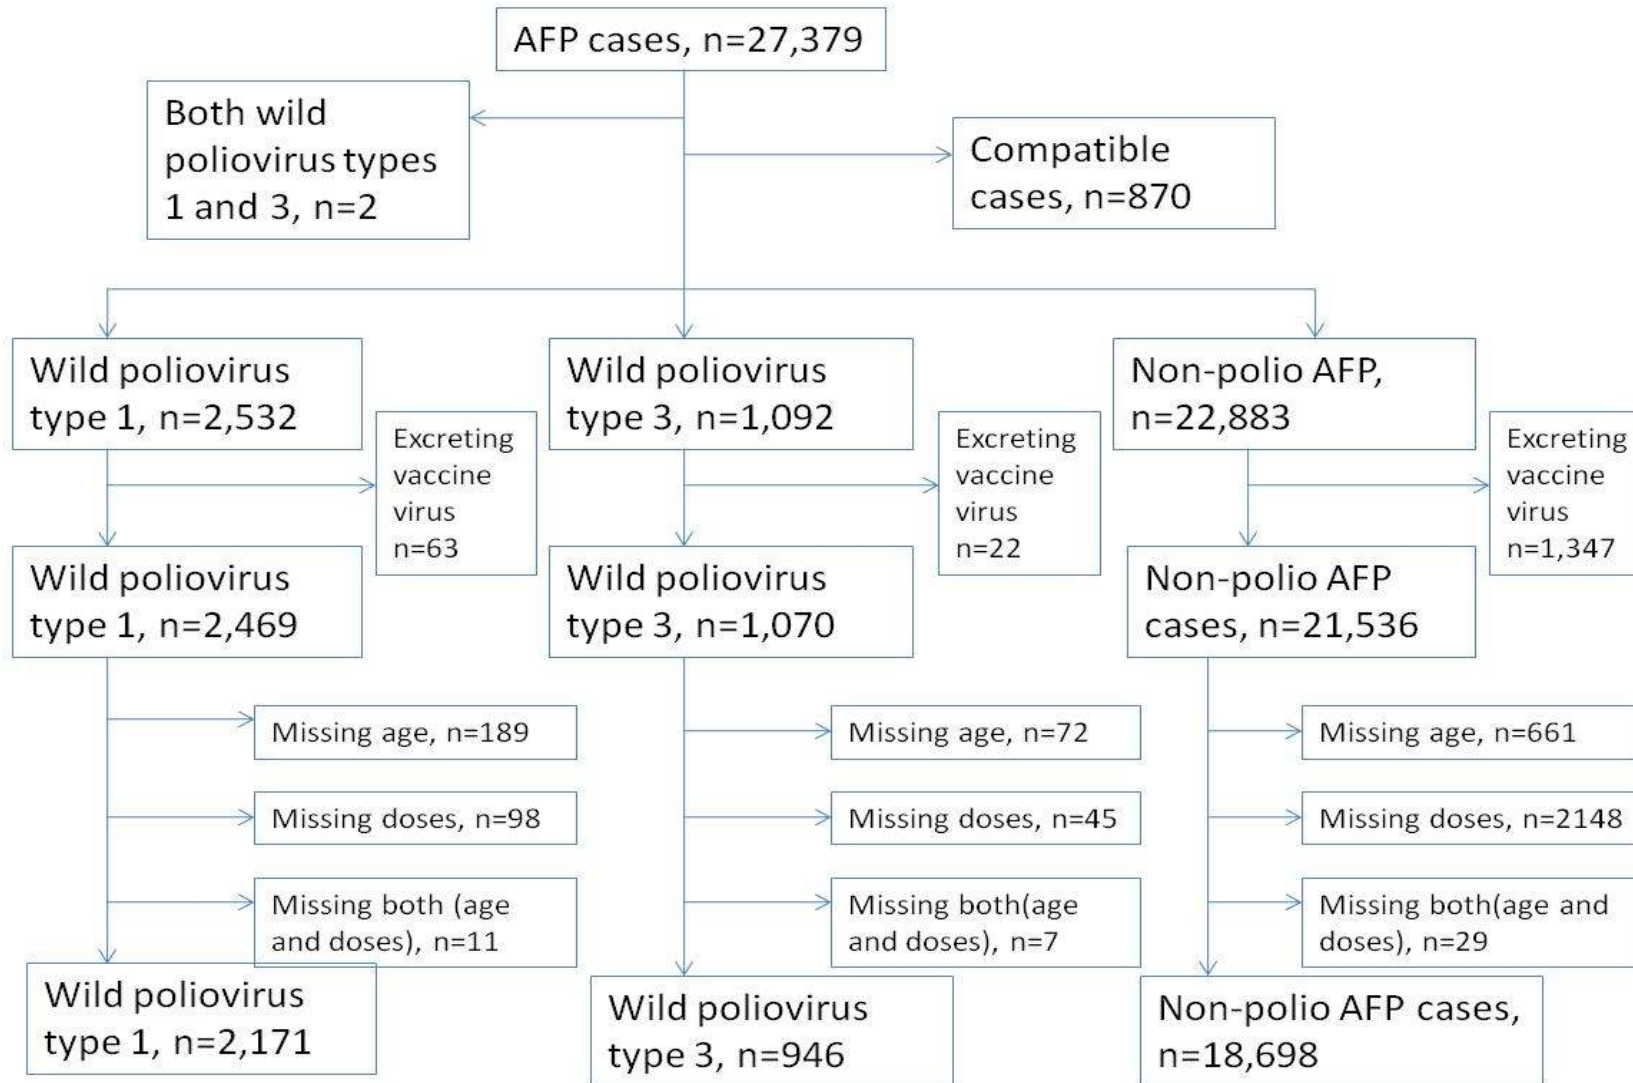 AFP cases, n=27,379
Both wild
poliovirus types
1 and 3, n=2
Compatible
cases, n=870
Wild poliovirus
type 1, n=2,532
Wild poliovirus
type 3, n=1,092
Non-polio AFP,
n=22,883
Excreting
vaccine
virus
n=63
Excreting
vaccine
virus
n=22
Excreting
vaccine
virus
n=1,347
Wild poliovirus
type 1, n=2,469
Wild poliovirus
type 3, n=1,070
Non-polio AFP
cases, n=21,536
Missing age, n=189
Missing age, n=72
Missing age, n=661
Missing doses, n=98
Missing doses, n=45
Missing doses, n=2148
Missing both (age
and doses), n=11
Missing both(age
and doses), n=7
Missing both(age and
doses), n=29
Wild poliovirus
type 1, n=2,171
Wild poliovirus
type 3, n=946
Non-polio AFP cases,
n=18,698